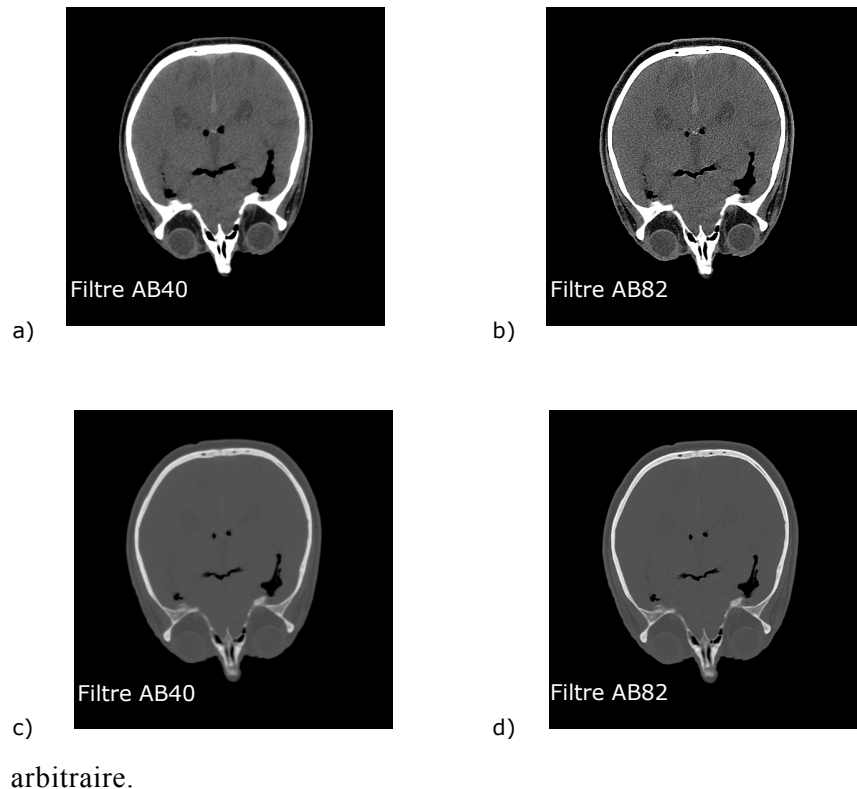 Filtre AB40
a)
Filtre AB82
b)
Filtre AB40
c)
Filtre AB82
d)
arbitraire.